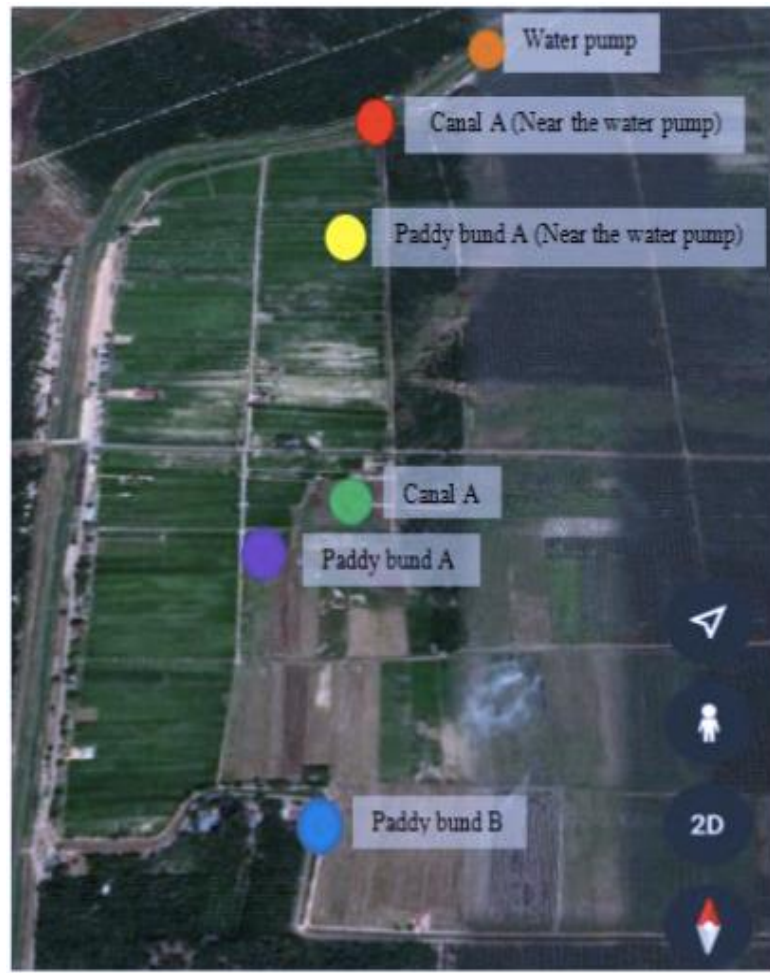 Water pump
Canal A (Near the water pump)
Paddy bund A (Near the water pump)
Canal A
Paddy bund A
2D
Paddy bund B